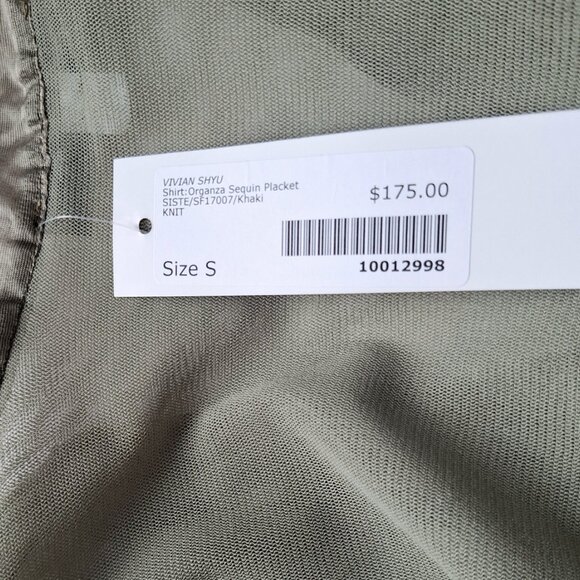 VIVIAN SHYU
Shirt:Organza Sequin Placket
SISTE/SF17007/Khaki
KNIT
$175.00
Size S
10012998